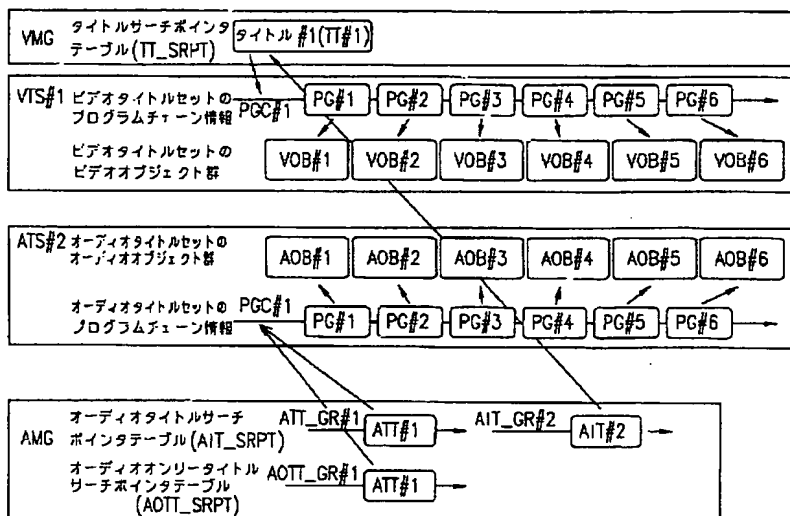 VMG タイトルサーチポインタ
テーブル(TT_SRPT)
タイトル #1(TT#1)
VTS#1 ビデオタイトルセットの
プログラムチェーン情報
PGC#1
PG#1 PG#2 PG#3 PG#4 PG#5 PG#6
ビデオタイトルセットの
ビデオオブジェクト群
VOB#1 VOB#2 VOB#3 VOB#4 VOB#5 VOB#6
ATS#2 オーディオタイトルセットの
オーディオオブジェクト群
AOB#1 AOB#2 AOB#3 AOB#4 AOB#5 AOB#6
オーディオタイトルセットの
プログラムチェーン情報
PGC#1
PG#1 PG#2 PG#3 PG#4 PG#5 PG#6
AMG オーディオタイトルサーチ
ポインタテーブル(AIT_SRPT)
ATT_GR#1 ATT#1 AIT_GR#2 AIT#2
オーディオオンリータイトル
サーチポインタテーブル
(AOTT_SRPT)
AOTT_GR#1 ATT#1